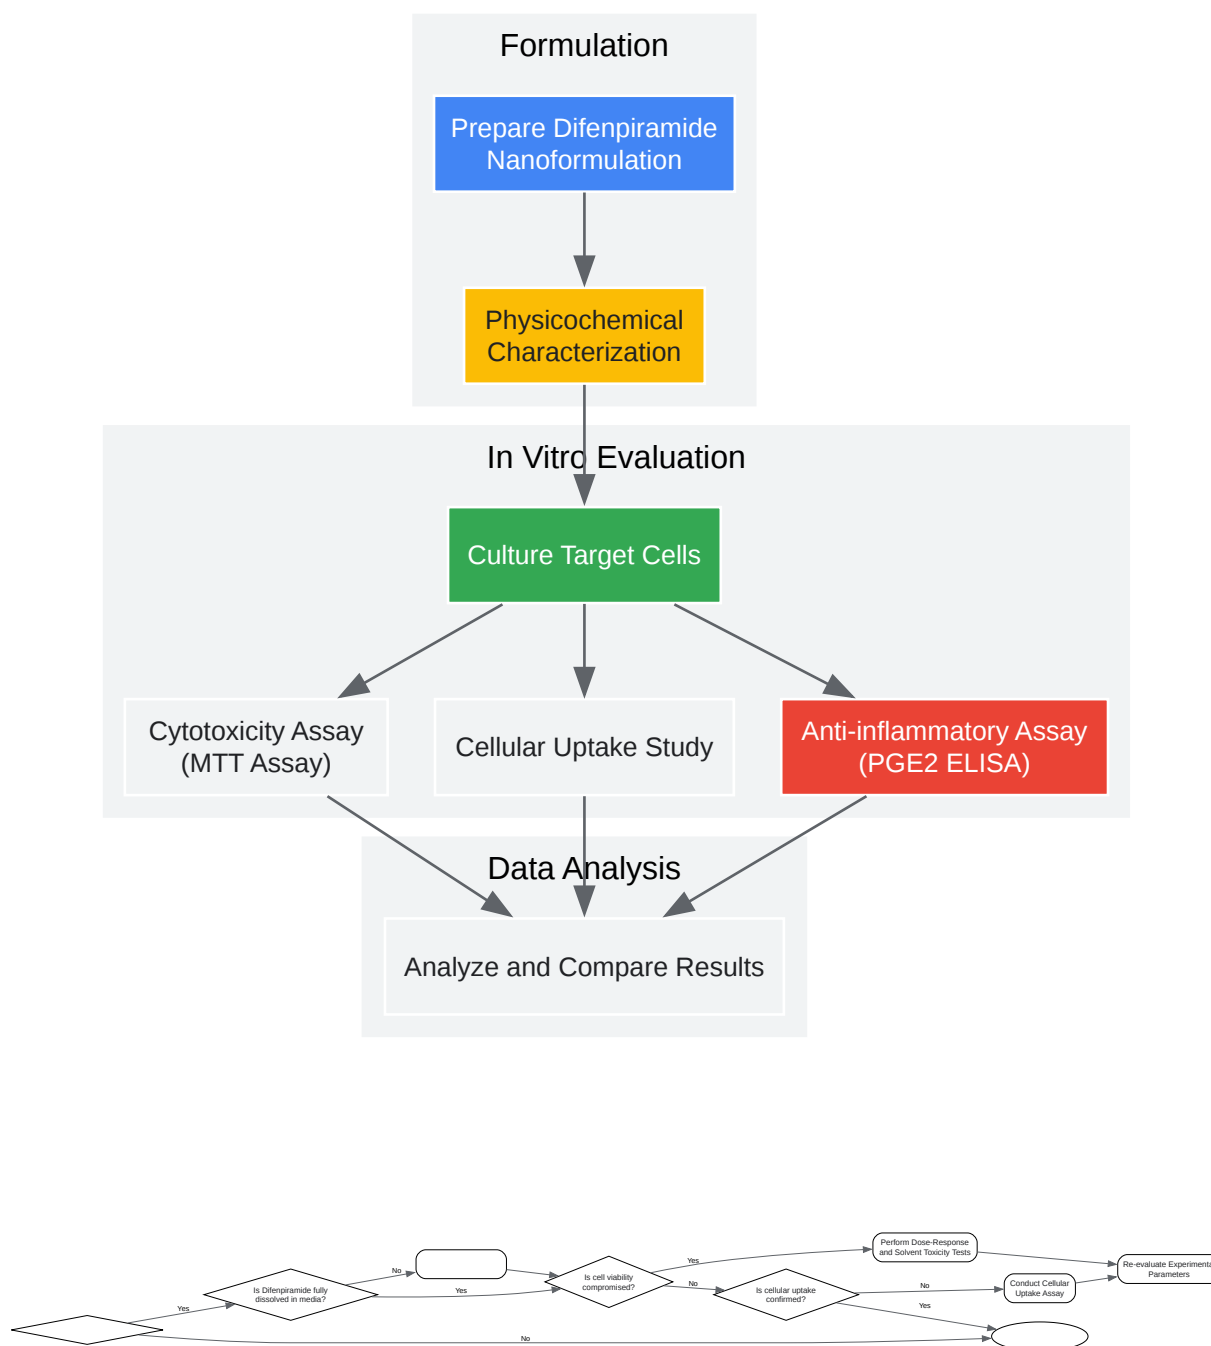 Formulation
Prepare Difenpiramide
Nanoformulation
Physicochemical
Characterization
In Vitro Evaluation
Culture Target Cells
Cytotoxicity Assay
(MTT Assay)
Cellular Uptake Study
Anti-inflammatory Assay
(PGE2 ELISA)
Data Analysis
Analyze and Compare Results
Yes
Is Difenpiramide fully
dissolved in media?
No
Yes
No
Is cell viability
compromised?
Yes
No
Is cellular uptake
confirmed?
Perform Dose-Response
and Solvent Toxicity Tests
No
Yes
Conduct Cellular
Uptake Assay
Re-evaluate Experimenta
Parameters